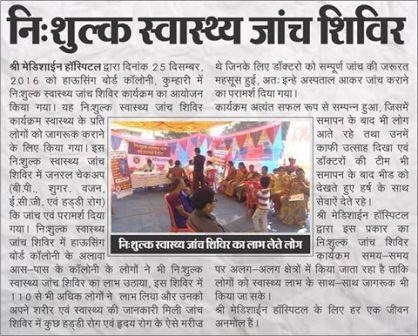 निःशुल्क स्वास्थ्य जांच शिविर
श्री मेडिशाईन हॉस्पिटल द्वारा दिनांक 25 दिसम्बर,
2016 को हाऊसिंग बोर्ड कॉलोनी, कुम्हारी में
निःशुल्क स्वास्थ्य जांच शिविर कार्यक्रम का आयोजन
किया गया। यह निःशुल्क स्वास्थ्य जांच शिविर
कार्यक्रम स्वास्थ्य के प्रति
लोगों को जागरूक कराने
के लिए किया गया। इस
निःशुल्क स्वास्थ्य जांच
शिविर में जनरल चेकअप
(बी.पी., शुगर. वजन,
ई.सी.जी. एवं हड्डी रोग)
कि जांच एवं परामर्श दिया
गया। निःशुल्क स्वास्थ्य
जांच शिविर में हाऊसिंग
बोर्ड कॉलोनी के अलावा
आस-पास के कॉलोनी के लोगों ने भी निःशुल्क
स्वास्थ्य जांच शिविर का लाभ उठाया, इस शिविर में
110 से भी अधिक लोगों ने लाभ लिया और उनको
अपने शरीर एवं स्वास्थ्य की जानकारी मिली जांच
शिविर में कुछ हड्डी रोग एवं हृदय रोग के ऐसे मरीज
थे जिनके लिए डॉक्टरो को सम्पूर्ण जांच की जरूरत
महसूस हुई, अतः इन्हे अस्पताल आकर जांच कराने
का परामर्श दिया गया।
कार्यक्रम अत्यंत सफल रूप से सम्पन्न हुआ, जिसमें
समापन के बाद भी लोग
आते रहे तथा उनमें
काफी उत्साह दिखा एवं
डॉक्टरों की टीम भी
समापन के बाद भीड को
देखते हुए हर्ष के साथ
सेंवाऐं देते रहे।
श्री मेडिशाईन हॉस्पिटल
द्वारा इस प्रकार का
निःशुल्क जांच शिविर
कार्यक्रम समय-समय
पर अलग-अलग क्षेत्रों में किया जाता रहा है ताकि
लोगों को स्वास्थ्य लाभ के साथ-साथ जागरूक भी
किया जा सके।
श्री मेडिशाईन हॉस्पिटल के लिए हर एक जीवन
अनमोल हैं।
निःशुल्क स्वास्थ्य जांच शिविर का लाभ लेते लोग